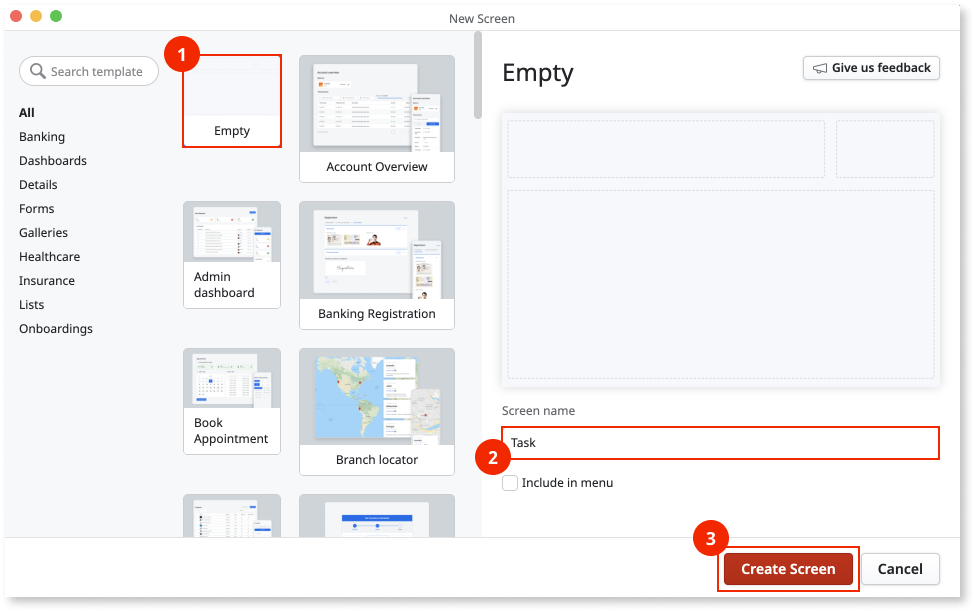 New Screen
1
Search template
All
Banking
Dashboards
Details
Forms
Galleries
Healthcare
Insurance
Lists
Onboardings
Empty
Account Overview
Admin
dashboard
Banking Registration
Book
Appointment
Branch locator
Empty
Give us feedback
Screen name
Task
2
Include in menu
3
Create Screen
Cancel